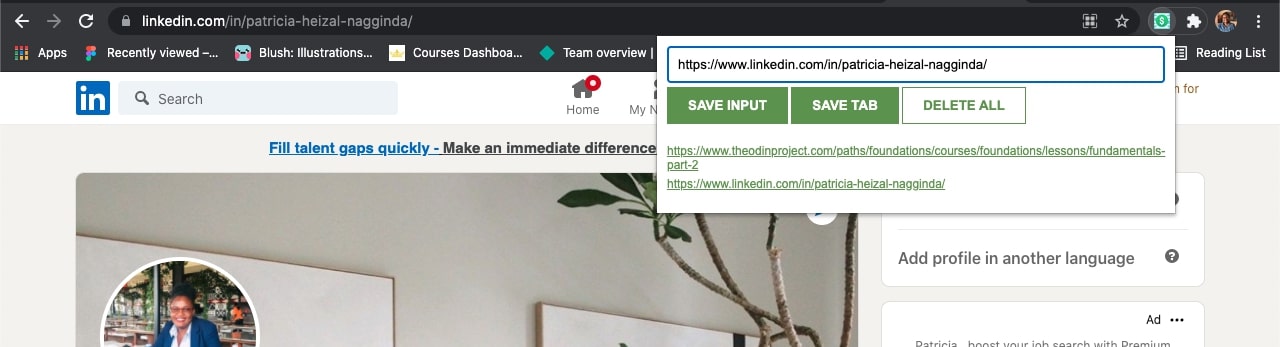 linkedin.com/in/patricia-heizal-nagginda/
Apps
Recently viewed –...
Blush: Illustrations...
Courses Dashboa...
Team overview |
Reading List
https://www.linkedin.com/in/patricia-heizal-nagginda/
SAVE INPUT
SAVE TAB
DELETE ALL
https://www.theodinproject.com/paths/foundations/courses/foundations/lessons/fundamentals-
part-2
https://www.linkedin.com/in/patricia-heizal-nagginda/
in
Search
Home
My N
for
Fill talent gaps quickly - Make an immediate difference
Add profile in another language
?
Ad
Patricia, boost your job search with Premium